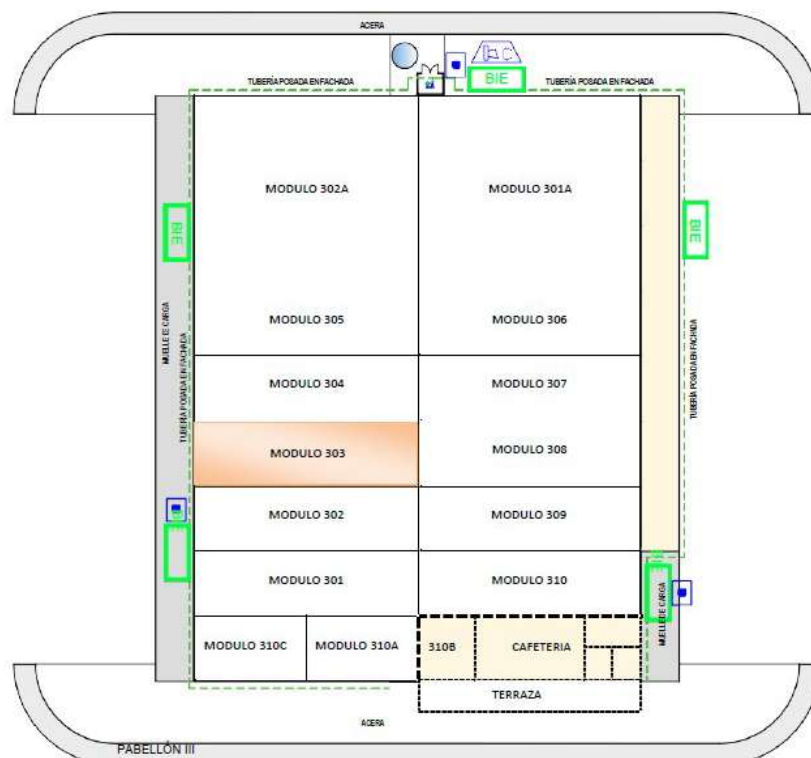 ACERA
TUBERÍA POSADA EN FACHADA
BIE
TUBERÍA POSADA EN FACHADA
MODULO 302A
MODULO 301A
BIE
BIE
MUELLE DE CARGA
TUBERÍA POSADA EN FACHADA
MODULO 305
MODULO 306
MODULO 304
MODULO 307
TUBERÍA POSADA EN FACHADA
MODULO 303
MODULO 308
MODULO 302
MODULO 309
MODULO 301
MODULO 310
MUELLE DE CARGA
MODULO 310C
MODULO 310A
310B
CAFETERIA
TERRAZA
ACERA
PABELLÓN III